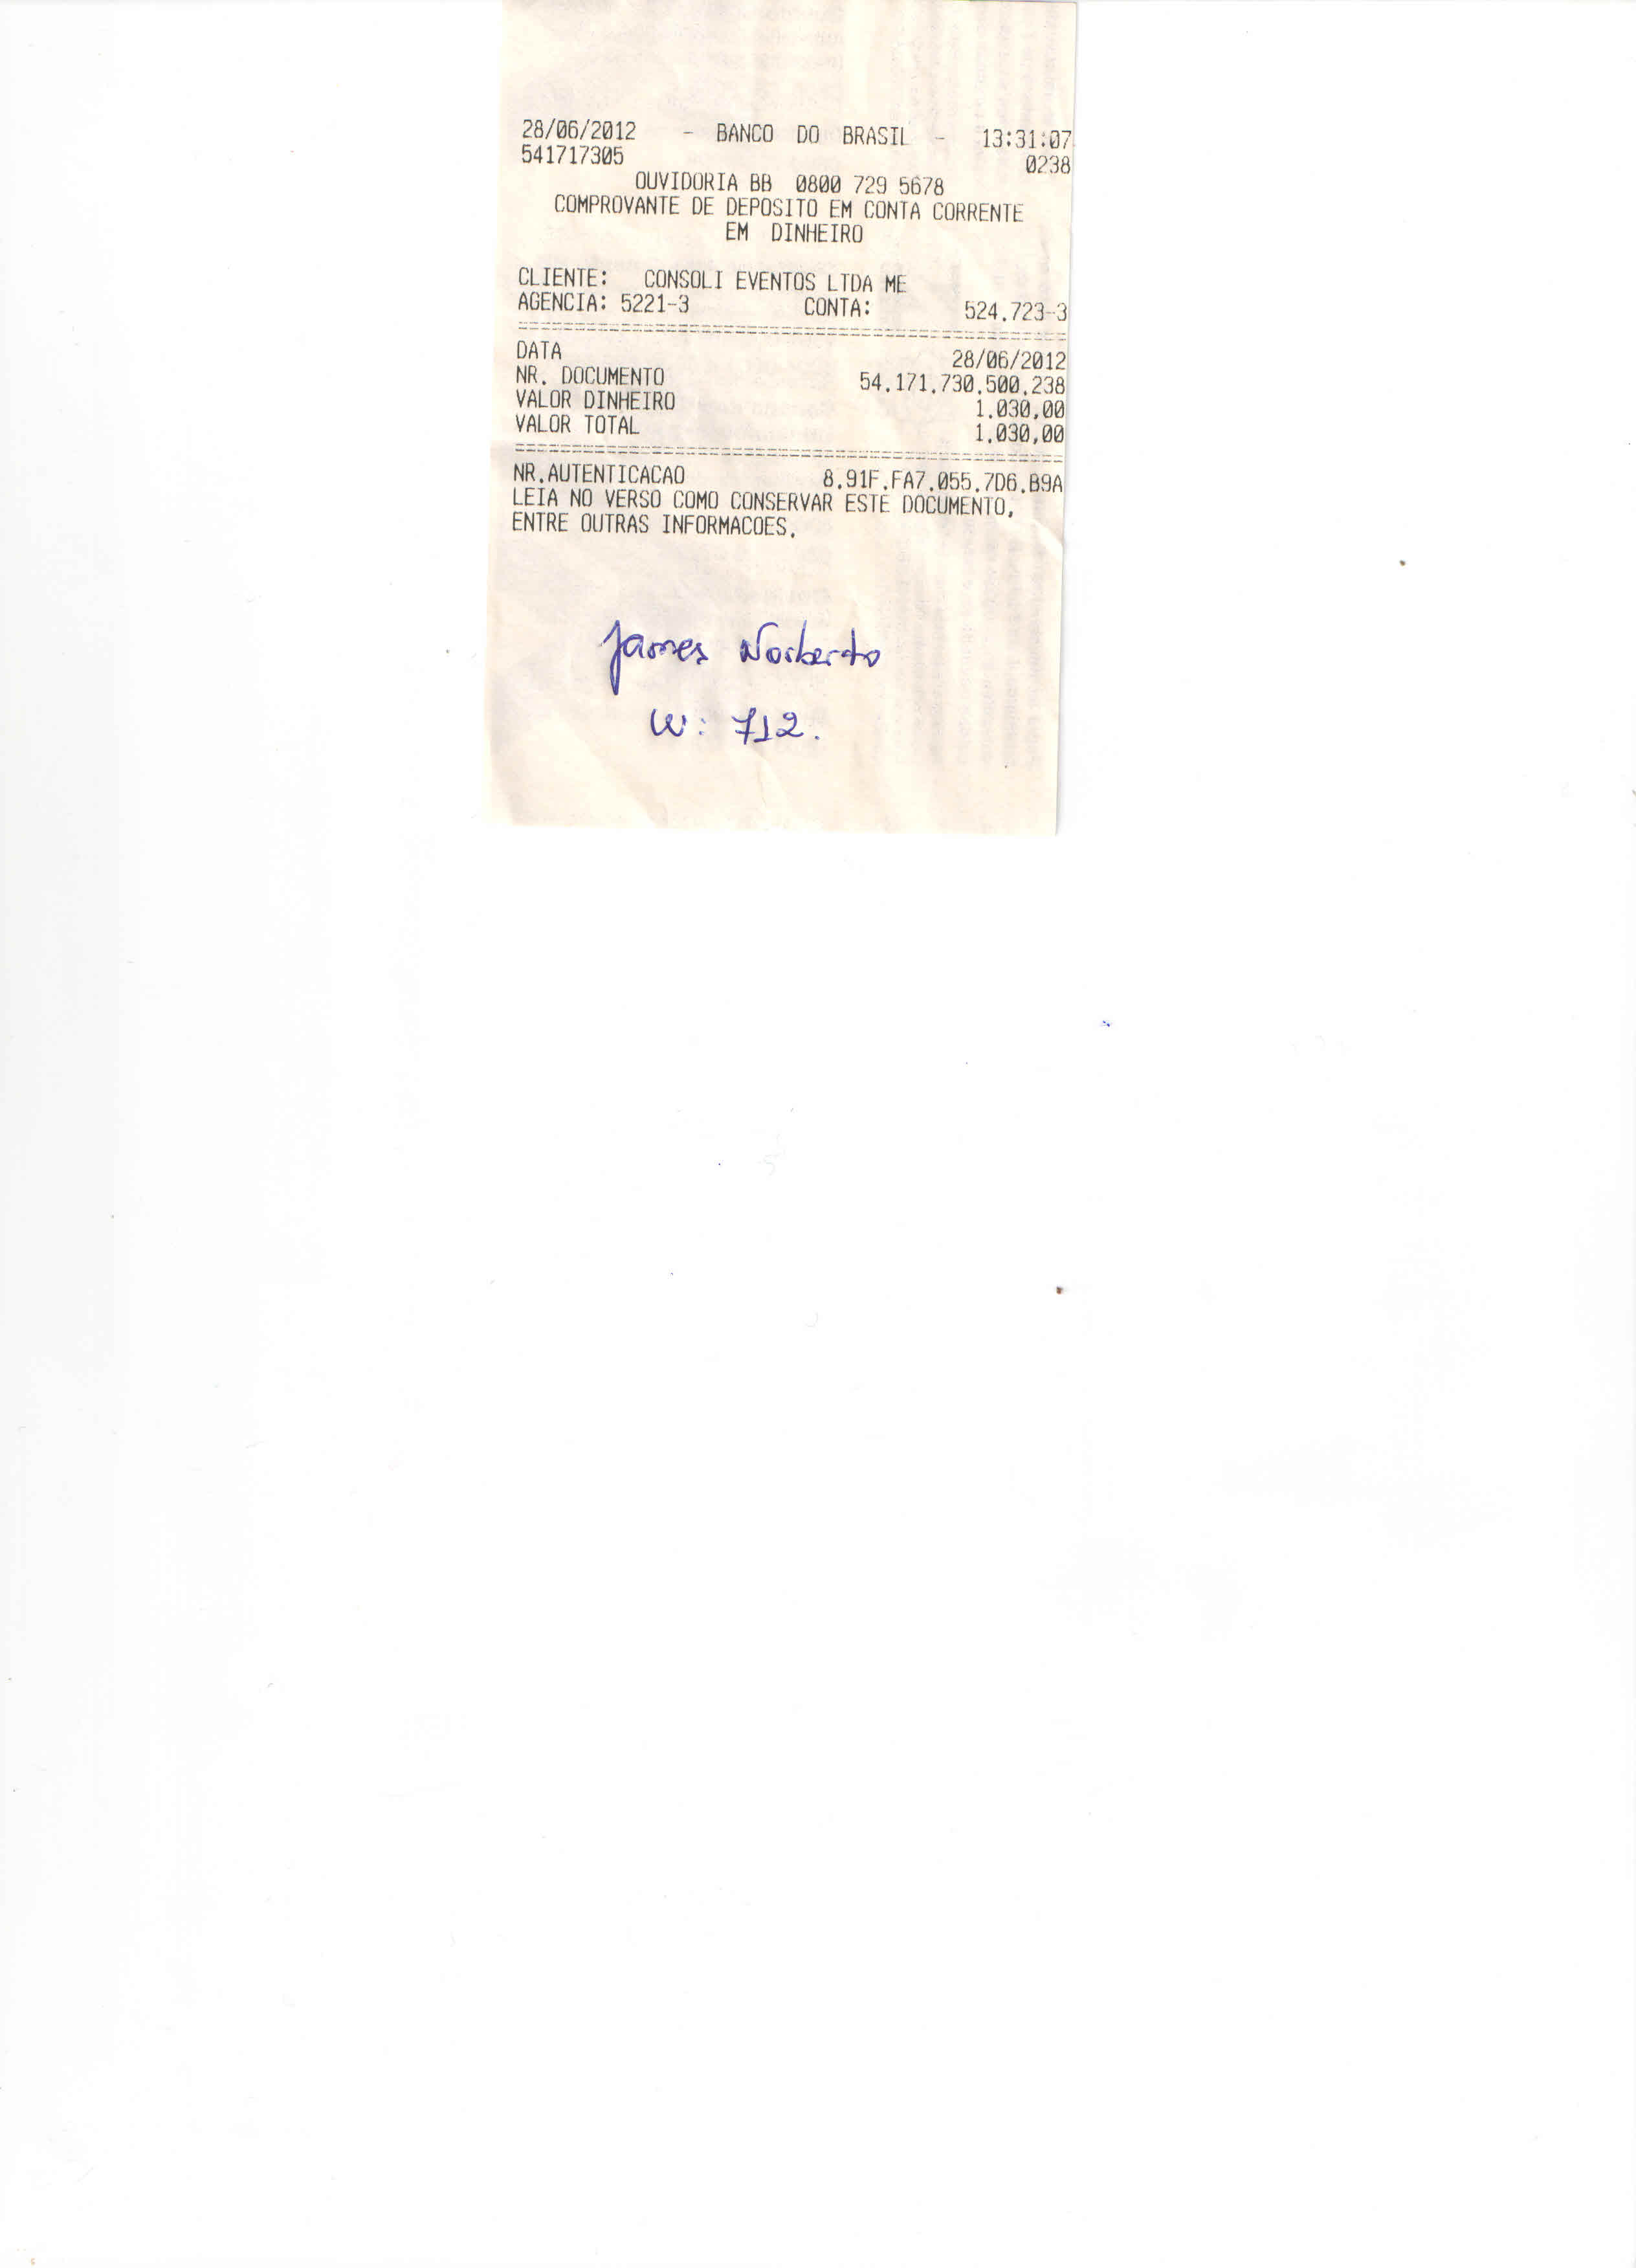 28/06/2012 - BANCO DO BRASIL - 13:31:07
541717305 0238
OUVIDORIA BB 0800 729 5678
COMPROVANTE DE DEPOSITO EM CONTA CORRENTE
EM DINHEIRO
CLIENTE: CONSOLI EVENTOS LTDA ME
AGENCIA: 5221-3 CONTA: 524.723-3
DATA 28/06/2012
NR. DOCUMENTO 54.171.730.500.238
VALOR DINHEIRO 1.030,00
VALOR TOTAL 1.030,00
NR.AUTENTICACAO 8.91F.FA7.055.7D6.B9A
LEIA NO VERSO COMO CONSERVAR ESTE DOCUMENTO,
ENTRE OUTRAS INFORMACOES.
James Norberto
W: 712.